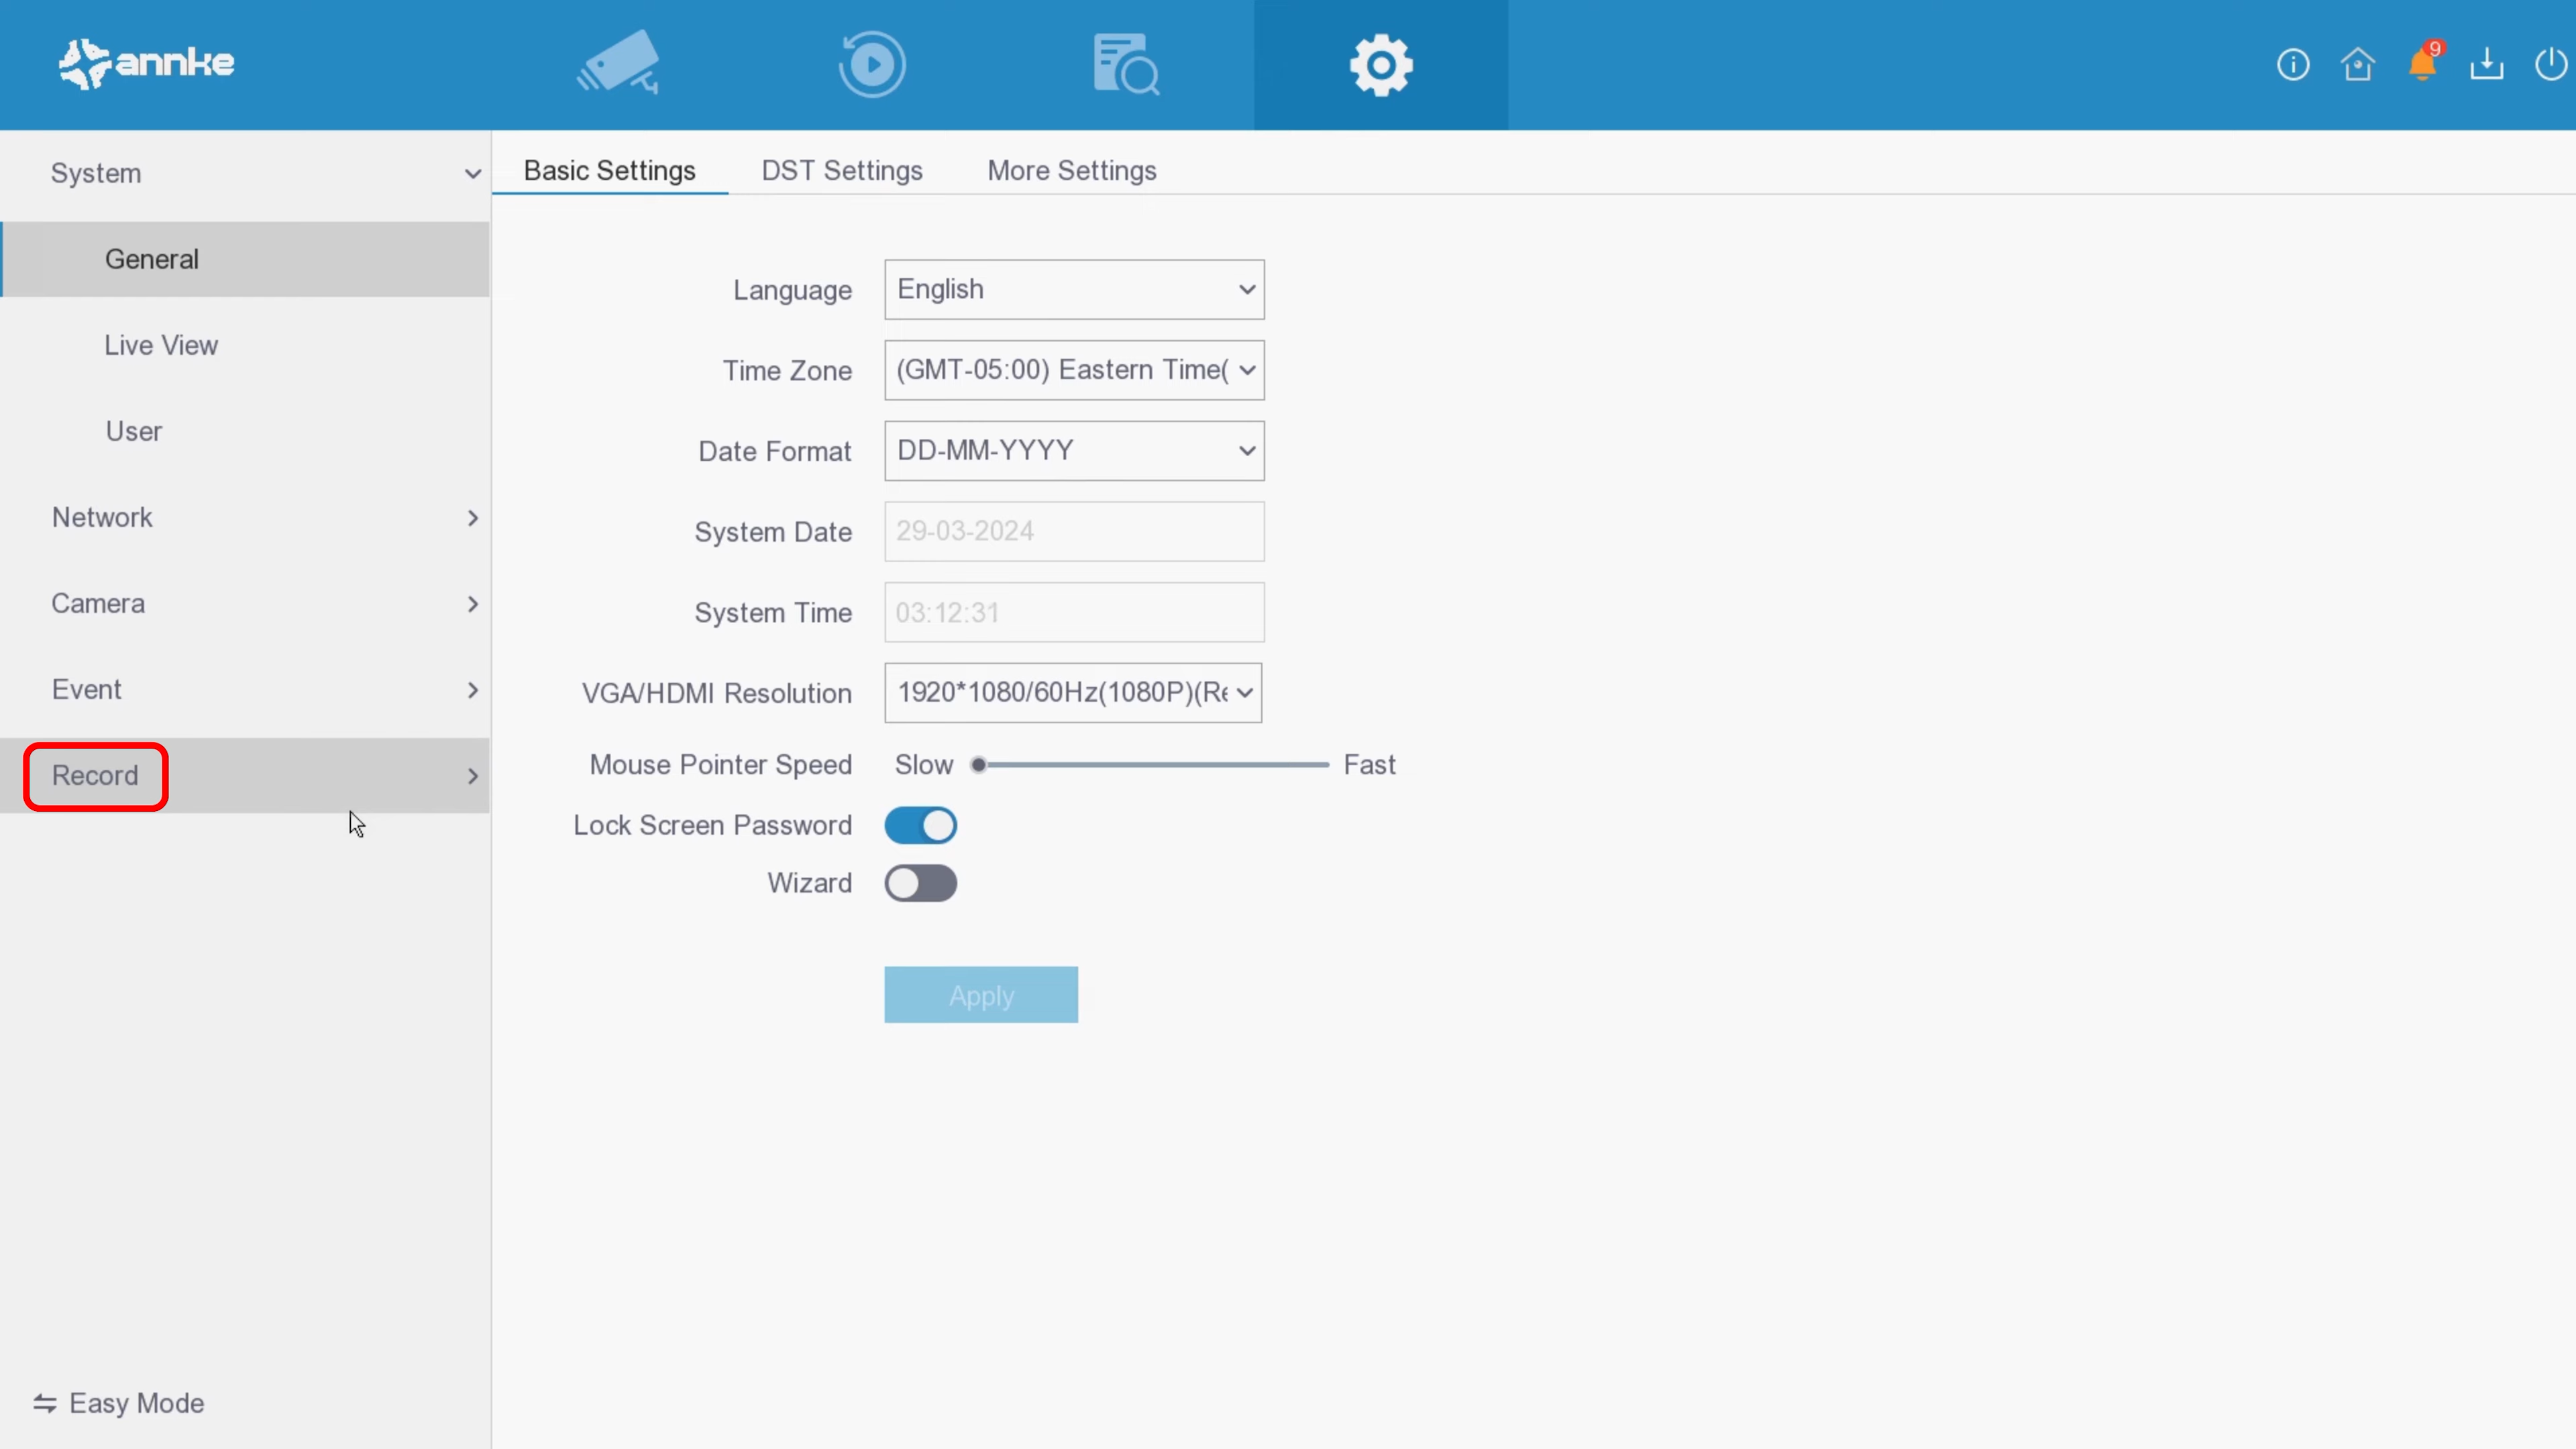 annke
9
System
General
Live View
User
Network
Camera
Event
Record
Easy Mode
Basic Settings DST Settings More Settings
Language English
Time Zone (GMT-05:00) Eastern Time(
Date Format DD-MM-YYYY
System Date 29-03-2024
System Time 03:12:31
VGA/HDMI Resolution 1920*1080/60Hz(1080P)(Re
Mouse Pointer Speed Slow Fast
Lock Screen Password
Wizard
Apply